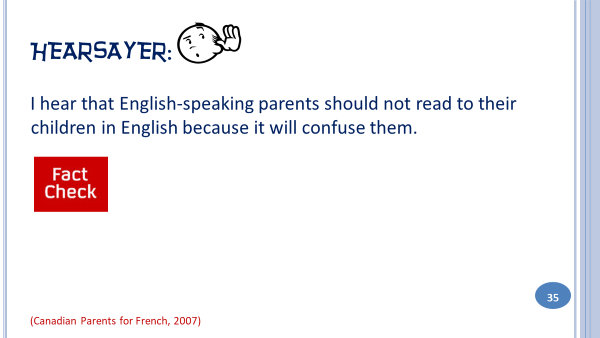 HEARSAYER:
I hear that English-speaking parents should not read to their
children in English because it will confuse them.
Fact
Check
35
(Canadian Parents for French, 2007)